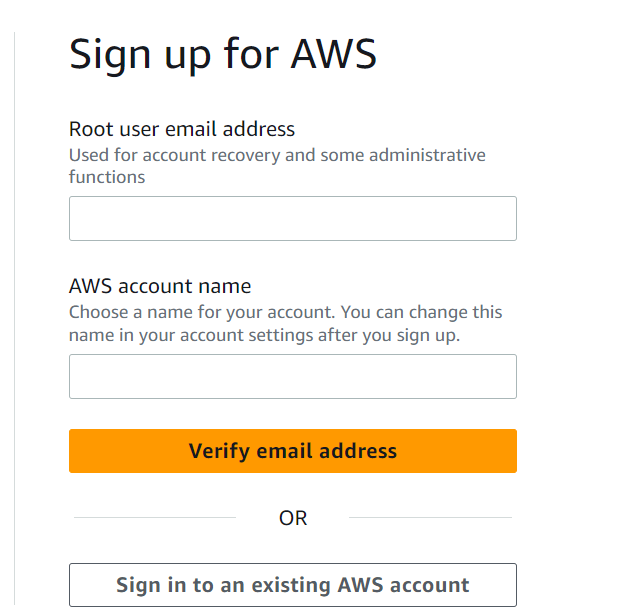 Sign up for AWS
Root user email address
Used for account recovery and some administrative
functions
AWS account name
Choose a name for your account. You can change this
name in your account settings after you sign up.
Verify email address
OR
Sign in to an existing AWS account